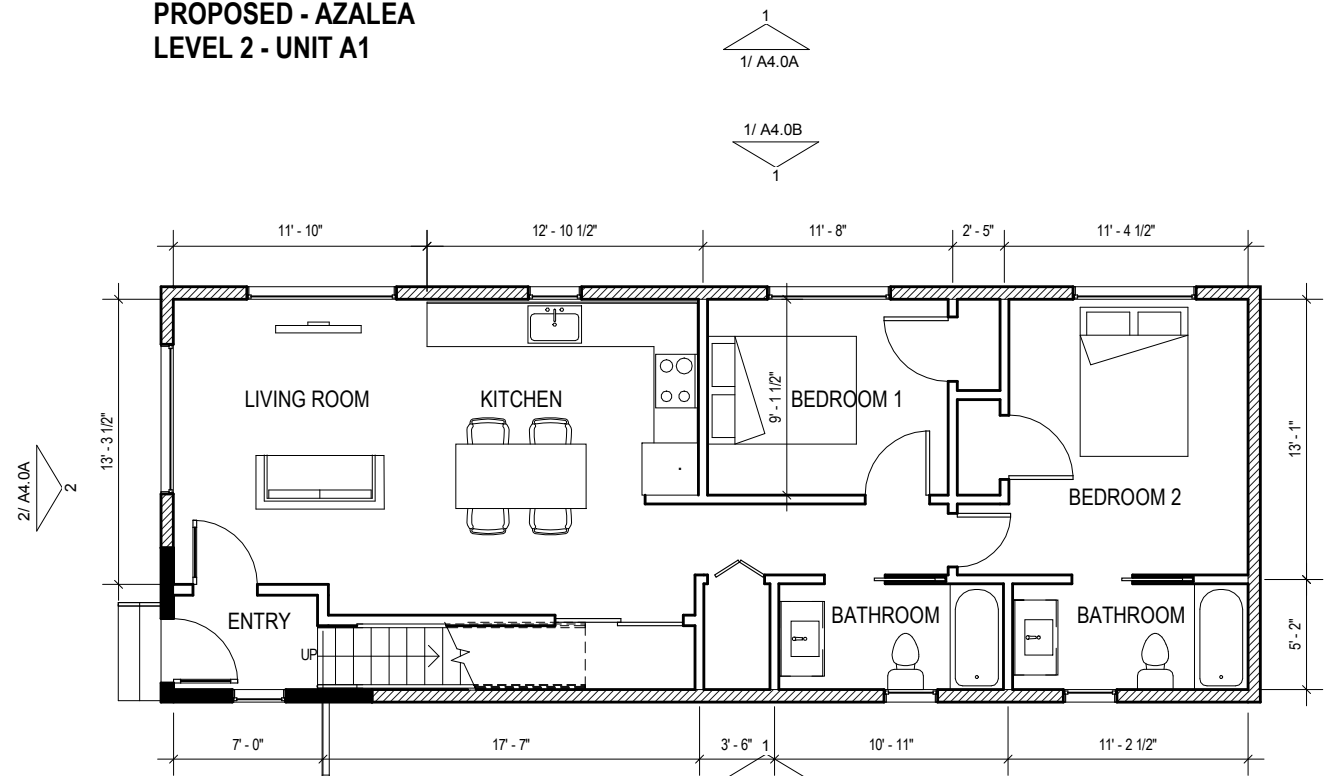 PROPOSED - AZALEA
LEVEL 2 - UNIT A1
1
1/ A4.0A
1/ A4.0B
1
11' - 10"
12' - 10 1/2"
11' - 8"
2' - 5"
11' - 4 1/2"
LIVING ROOM
KITCHEN
9' - 1 1/2"
BEDROOM 1
13' - 3 1/2"
13' - 1"
2/ A4.0A
2
BEDROOM 2
ENTRY
BATHROOM
BATHROOM
UP
5' - 2"
7' - 0"
17' - 7"
3' - 6"
1
10' - 11"
11' - 2 1/2"